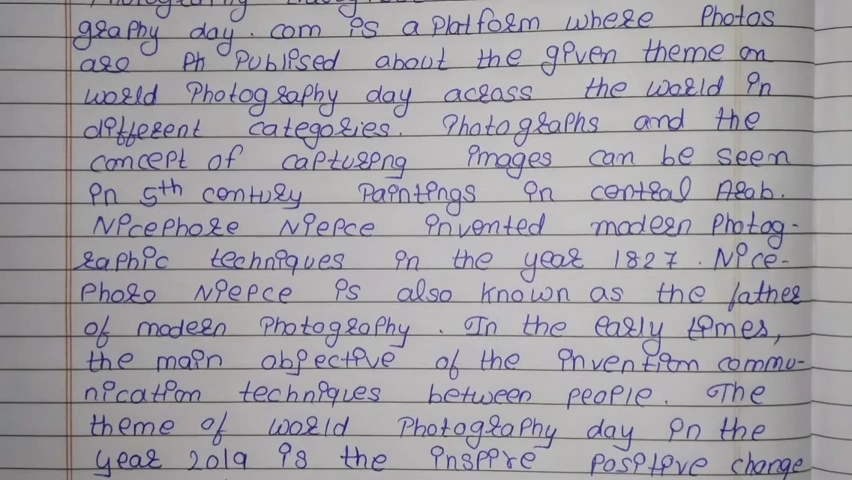 graphy day. com is a platform where Photos
are Ph Publised about the given theme on
world Photography day acrass the world in
different categories. Photographs and the
concept of capturing images can be seen
in 5th contury Paintings in central Arab.
Nicephore Niepce invented modern Photog-
raphic techniques in the year 1827. Nice-
Phoro Niepce is also known as the father
of modern Photography. In the early times,
the main objective of the invention commu-
nication techniques between people. The
theme of world Photography day in the
year 2019 is the inspire positive change